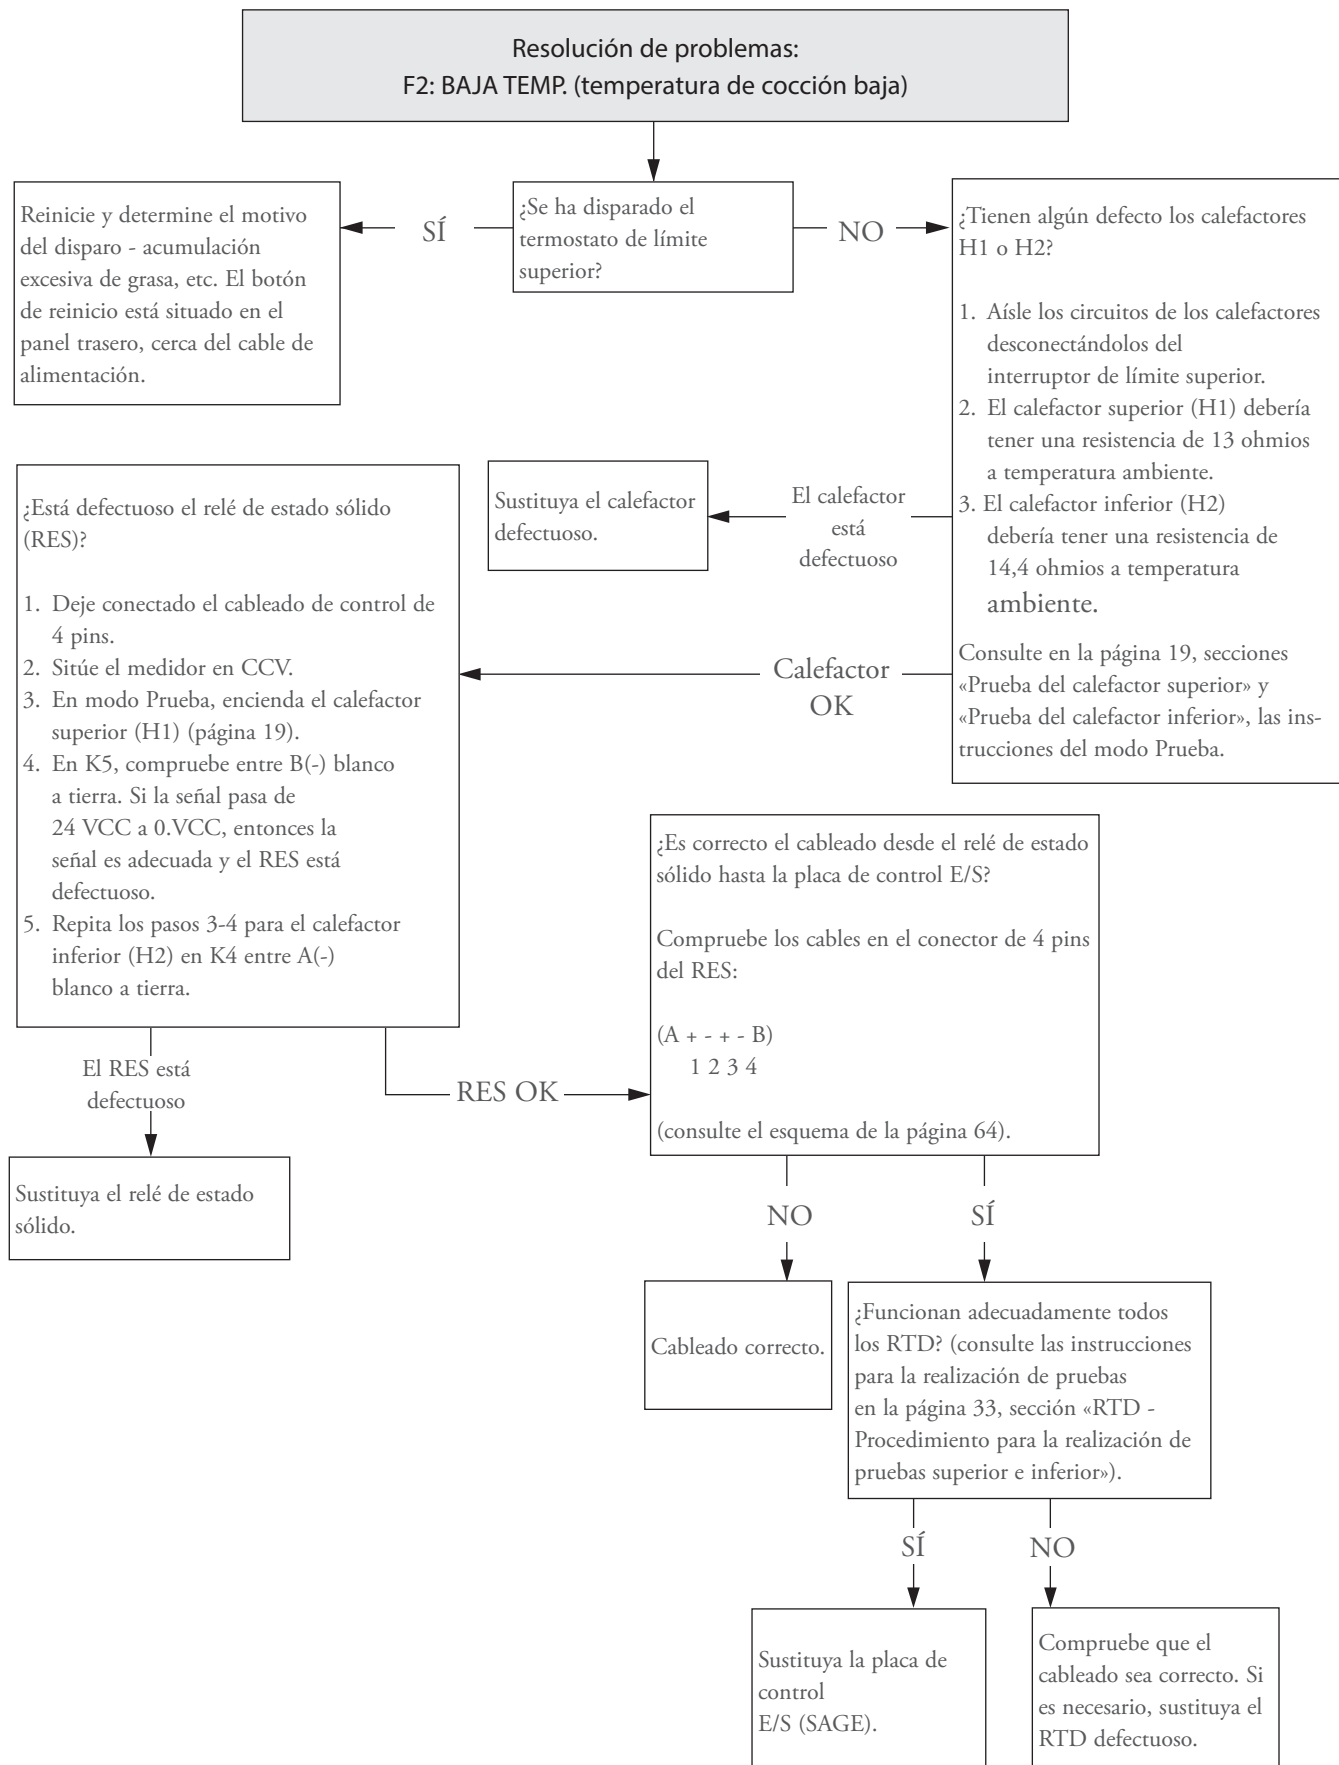 Resolución de problemas:
F2: BAJA TEMP. (temperatura de cocción baja)
Reinicie y determine el motivo
del disparo - acumulación
excesiva de grasa, etc. El botón
de reinicio está situado en el
panel trasero, cerca del cable de
alimentación.
SÍ
¿Se ha disparado el
termostato de límite
superior?
NO
¿Tienen algún defecto los calefactores
H1 o H2?
1. Aísle los circuitos de los calefactores
desconectándolos del
interruptor de límite superior.
2. El calefactor superior (H1) debería
tener una resistencia de 13 ohmios
a temperatura ambiente.
3. El calefactor inferior (H2)
debería tener una resistencia de
14,4 ohmios a temperatura
ambiente.
Consulte en la página 19, secciones
«Prueba del calefactor superior» y
«Prueba del calefactor inferior», las ins-
trucciones del modo Prueba.
El calefactor
está
defectuoso
Sustituya el calefactor
defectuoso.
Calefactor
OK
¿Está defectuoso el relé de estado sólido
(RES)?
1. Deje conectado el cableado de control de
4 pins.
2. Sitúe el medidor en CCV.
3. En modo Prueba, encienda el calefactor
superior (H1) (página 19).
4. En K5, compruebe entre B(-) blanco
a tierra. Si la señal pasa de
24 VCC a 0.VCC, entonces la
señal es adecuada y el RES está
defectuoso.
5. Repita los pasos 3-4 para el calefactor
inferior (H2) en K4 entre A(-)
blanco a tierra.
El RES está
defectuoso
Sustituya el relé de estado
sólido.
RES OK
¿Es correcto el cableado desde el relé de estado
sólido hasta la placa de control E/S?
Compruebe los cables en el conector de 4 pins
del RES:
(A + - + - B)
1 2 3 4
(consulte el esquema de la página 64).
NO
SÍ
Cableado correcto.
¿Funcionan adecuadamente todos
los RTD? (consulte las instrucciones
para la realización de pruebas
en la página 33, sección «RTD -
Procedimiento para la realización de
pruebas superior e inferior»).
SÍ
NO
Sustituya la placa de
control
E/S (SAGE).
Compruebe que el
cableado sea correcto. Si
es necesario, sustituya el
RTD defectuoso.